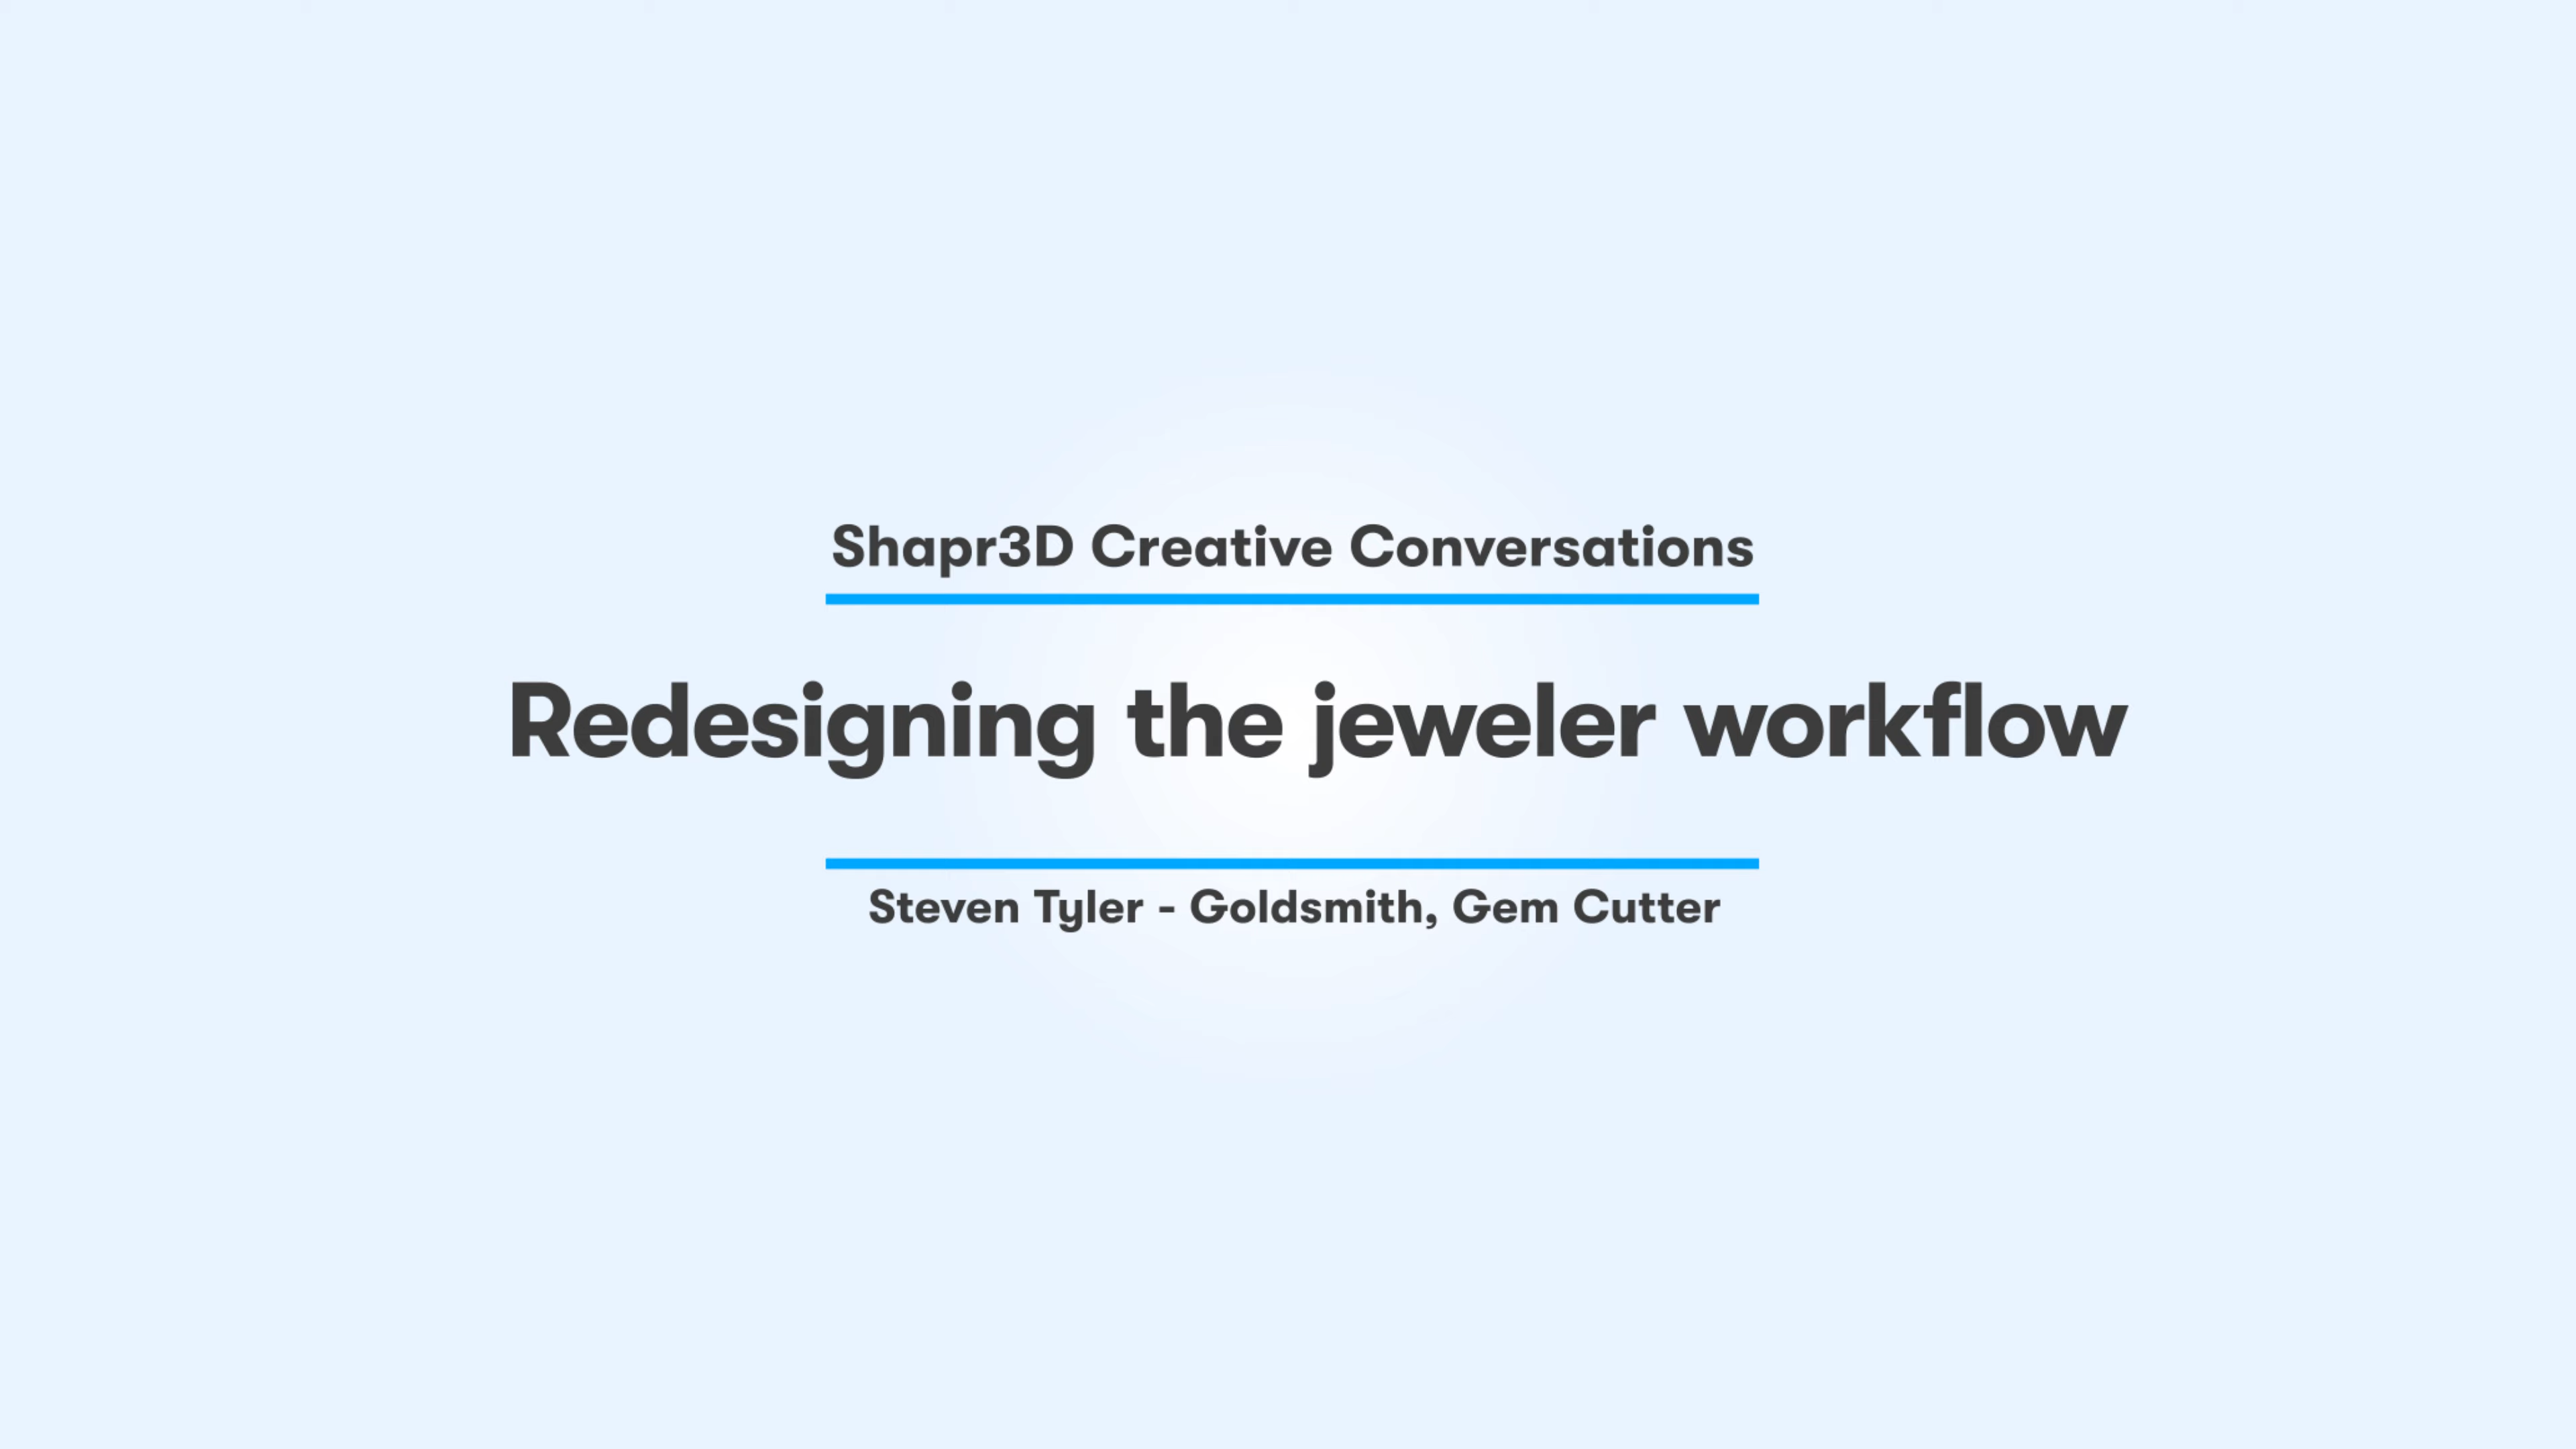 Shapr3D Creative Conversations
Redesigning the jeweler workflow
Steven Tyler - Goldsmith, Gem Cutter